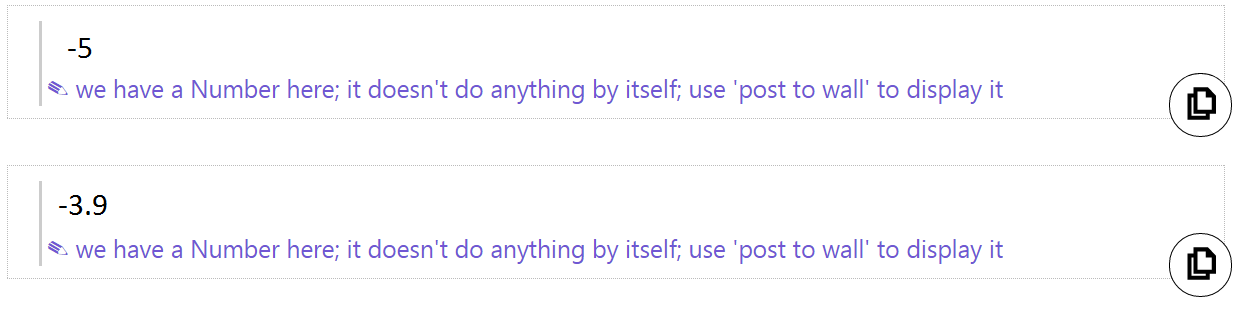 -5
✎ we have a Number here; it doesn't do anything by itself; use 'post to wall' to display it
-3.9
✎ we have a Number here; it doesn't do anything by itself; use 'post to wall' to display it